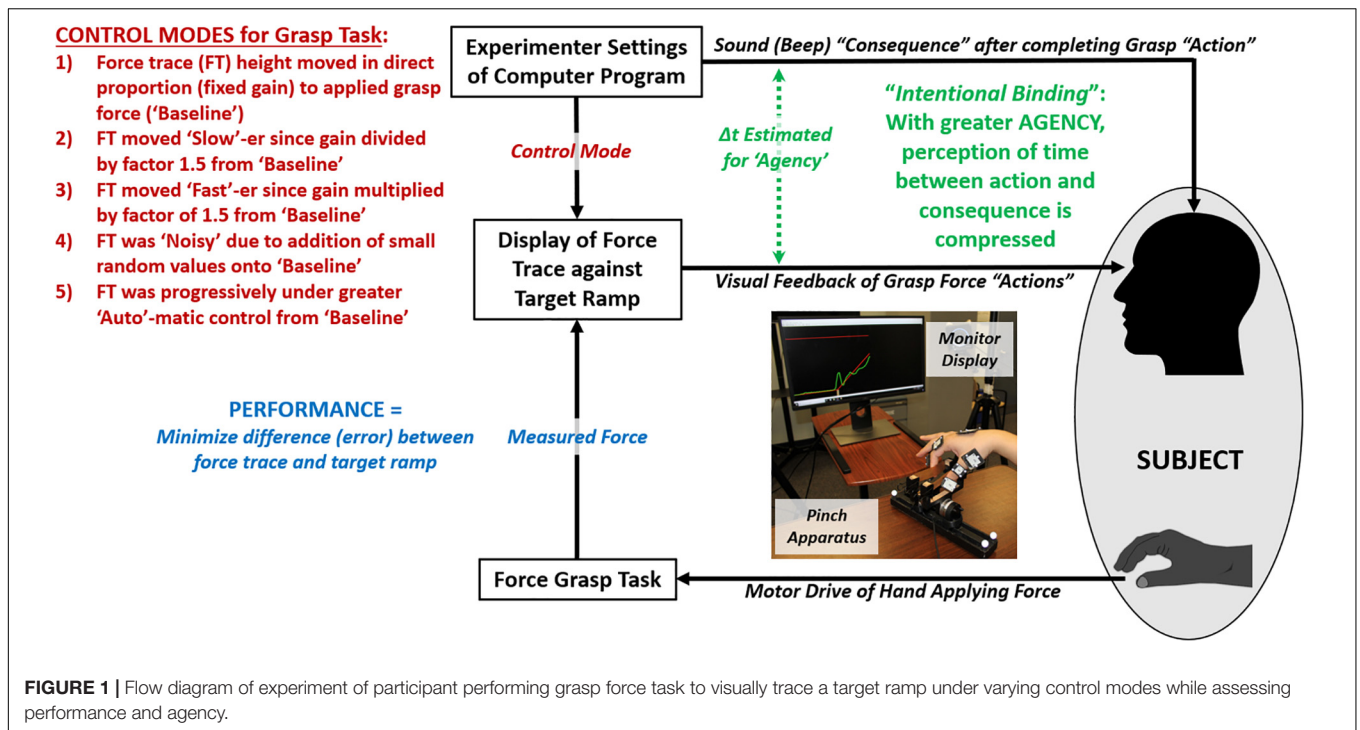 CONTROL MODES for Grasp Task:
1) Force trace (FT) height moved in direct
proportion (fixed gain) to applied grasp
force (‘Baseline’)
2) FT moved ‘Slow’-er since gain divided
by factor 1.5 from ‘Baseline’
3) FT moved ‘Fast’-er since gain multiplied
by factor of 1.5 from ‘Baseline’
4) FT was ‘Noisy’ due to addition of small
random values onto ‘Baseline’
5) FT was progressively under greater
‘Auto’-matic control from ‘Baseline’
Experimenter Settings
of Computer Program
Sound (Beep) “Consequence” after completing Grasp “Action”
Control Mode
Δt Estimated
for ‘Agency’
“Intentional Binding”:
With greater AGENCY,
perception of time
between action and
consequence is
compressed
Display of Force
Trace against
Target Ramp
Visual Feedback of Grasp Force “Actions”
Monitor
Display
PERFORMANCE =
Minimize difference (error) between
force trace and target ramp
Measured Force
Pinch
Apparatus
SUBJECT
Force Grasp Task
Motor Drive of Hand Applying Force
FIGURE 1 | Flow diagram of experiment of participant performing grasp force task to visually trace a target ramp under varying control modes while assessing
performance and agency.